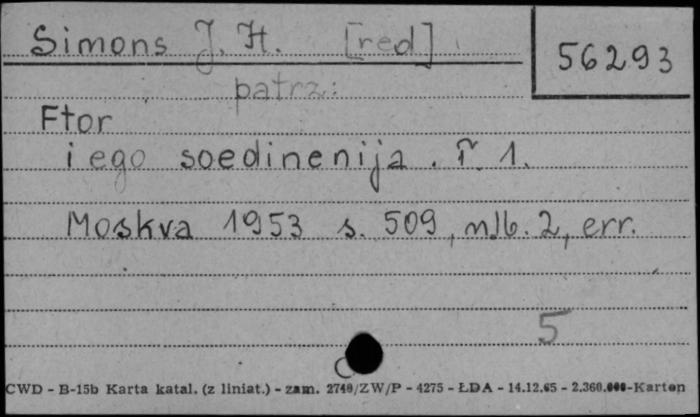 Simons J. H. [red]
56293
patrz:
Ftor
i ego soedinenija. T. 1.
Moskva 1953 s. 509, nlb. 2, err.
5
CWD - B-15b Karta katal. (z liniat.) - zam. 2740/ZW/P - 4275 - ŁDA - 14.12.65 - 2.360.000-Karton